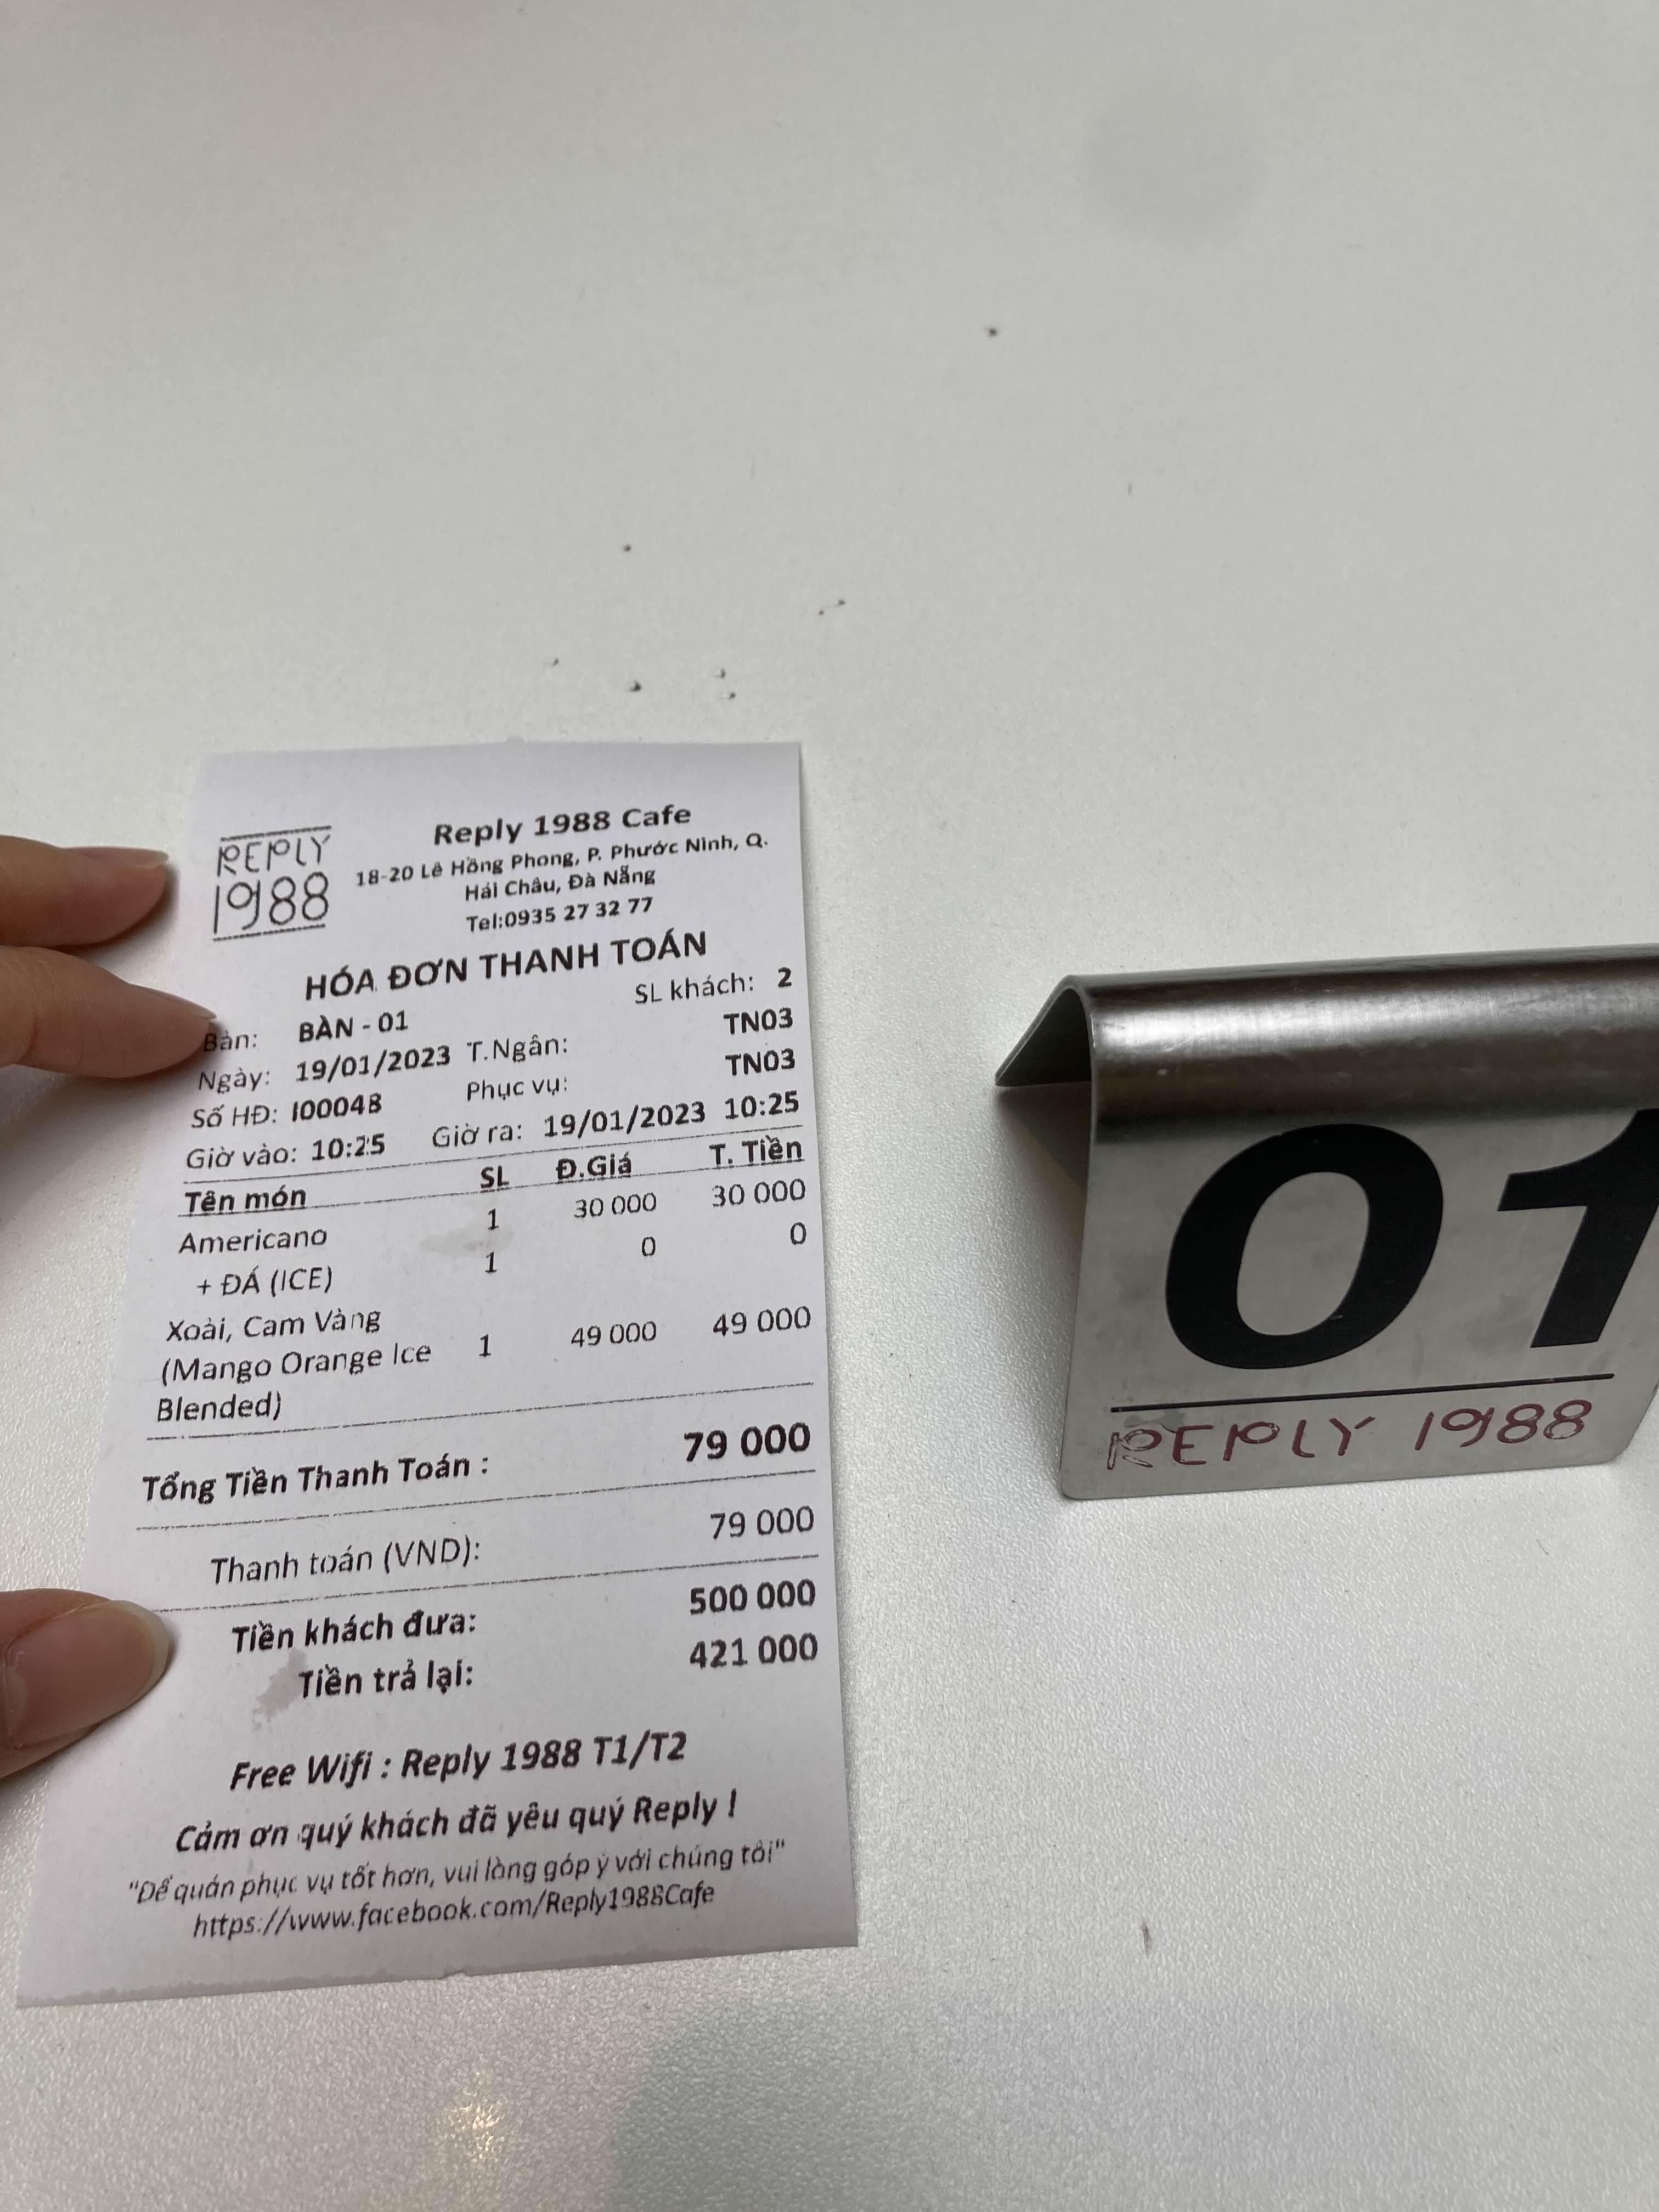 REPLY
1988
Reply 1988 Cafe
18-20 Lê Hồng Phong, P. Phước Ninh, Q.
Hải Châu, Đà Nẵng
Tel:0935 27 32 77
HÓA ĐƠN THANH TOÁN
SL khách: 2
Bàn: BÀN - 01
Ngày: 19/01/2023 T.Ngân: TN03
Số HĐ: I00048 Phục vụ: TN03
Giờ vào: 10:25 Giờ ra: 19/01/2023 10:25
Tên món SL Đ.Giá T. Tiền
Americano 1 30 000 30 000
+ ĐÁ (ICE) 1 0 0
Xoài, Cam Vàng
(Mango Orange Ice 1 49 000 49 000
Blended)
Tổng Tiền Thanh Toán : 79 000
Thanh toán (VND): 79 000
Tiền khách đưa: 500 000
Tiền trả lại: 421 000
Free Wifi : Reply 1988 T1/T2
Cảm ơn quý khách đã yêu quý Reply !
"Để quán phục vụ tốt hơn, vui lòng góp ý với chúng tôi"
https://www.facebook.com/Reply1988Cafe
01
REPLY 1988